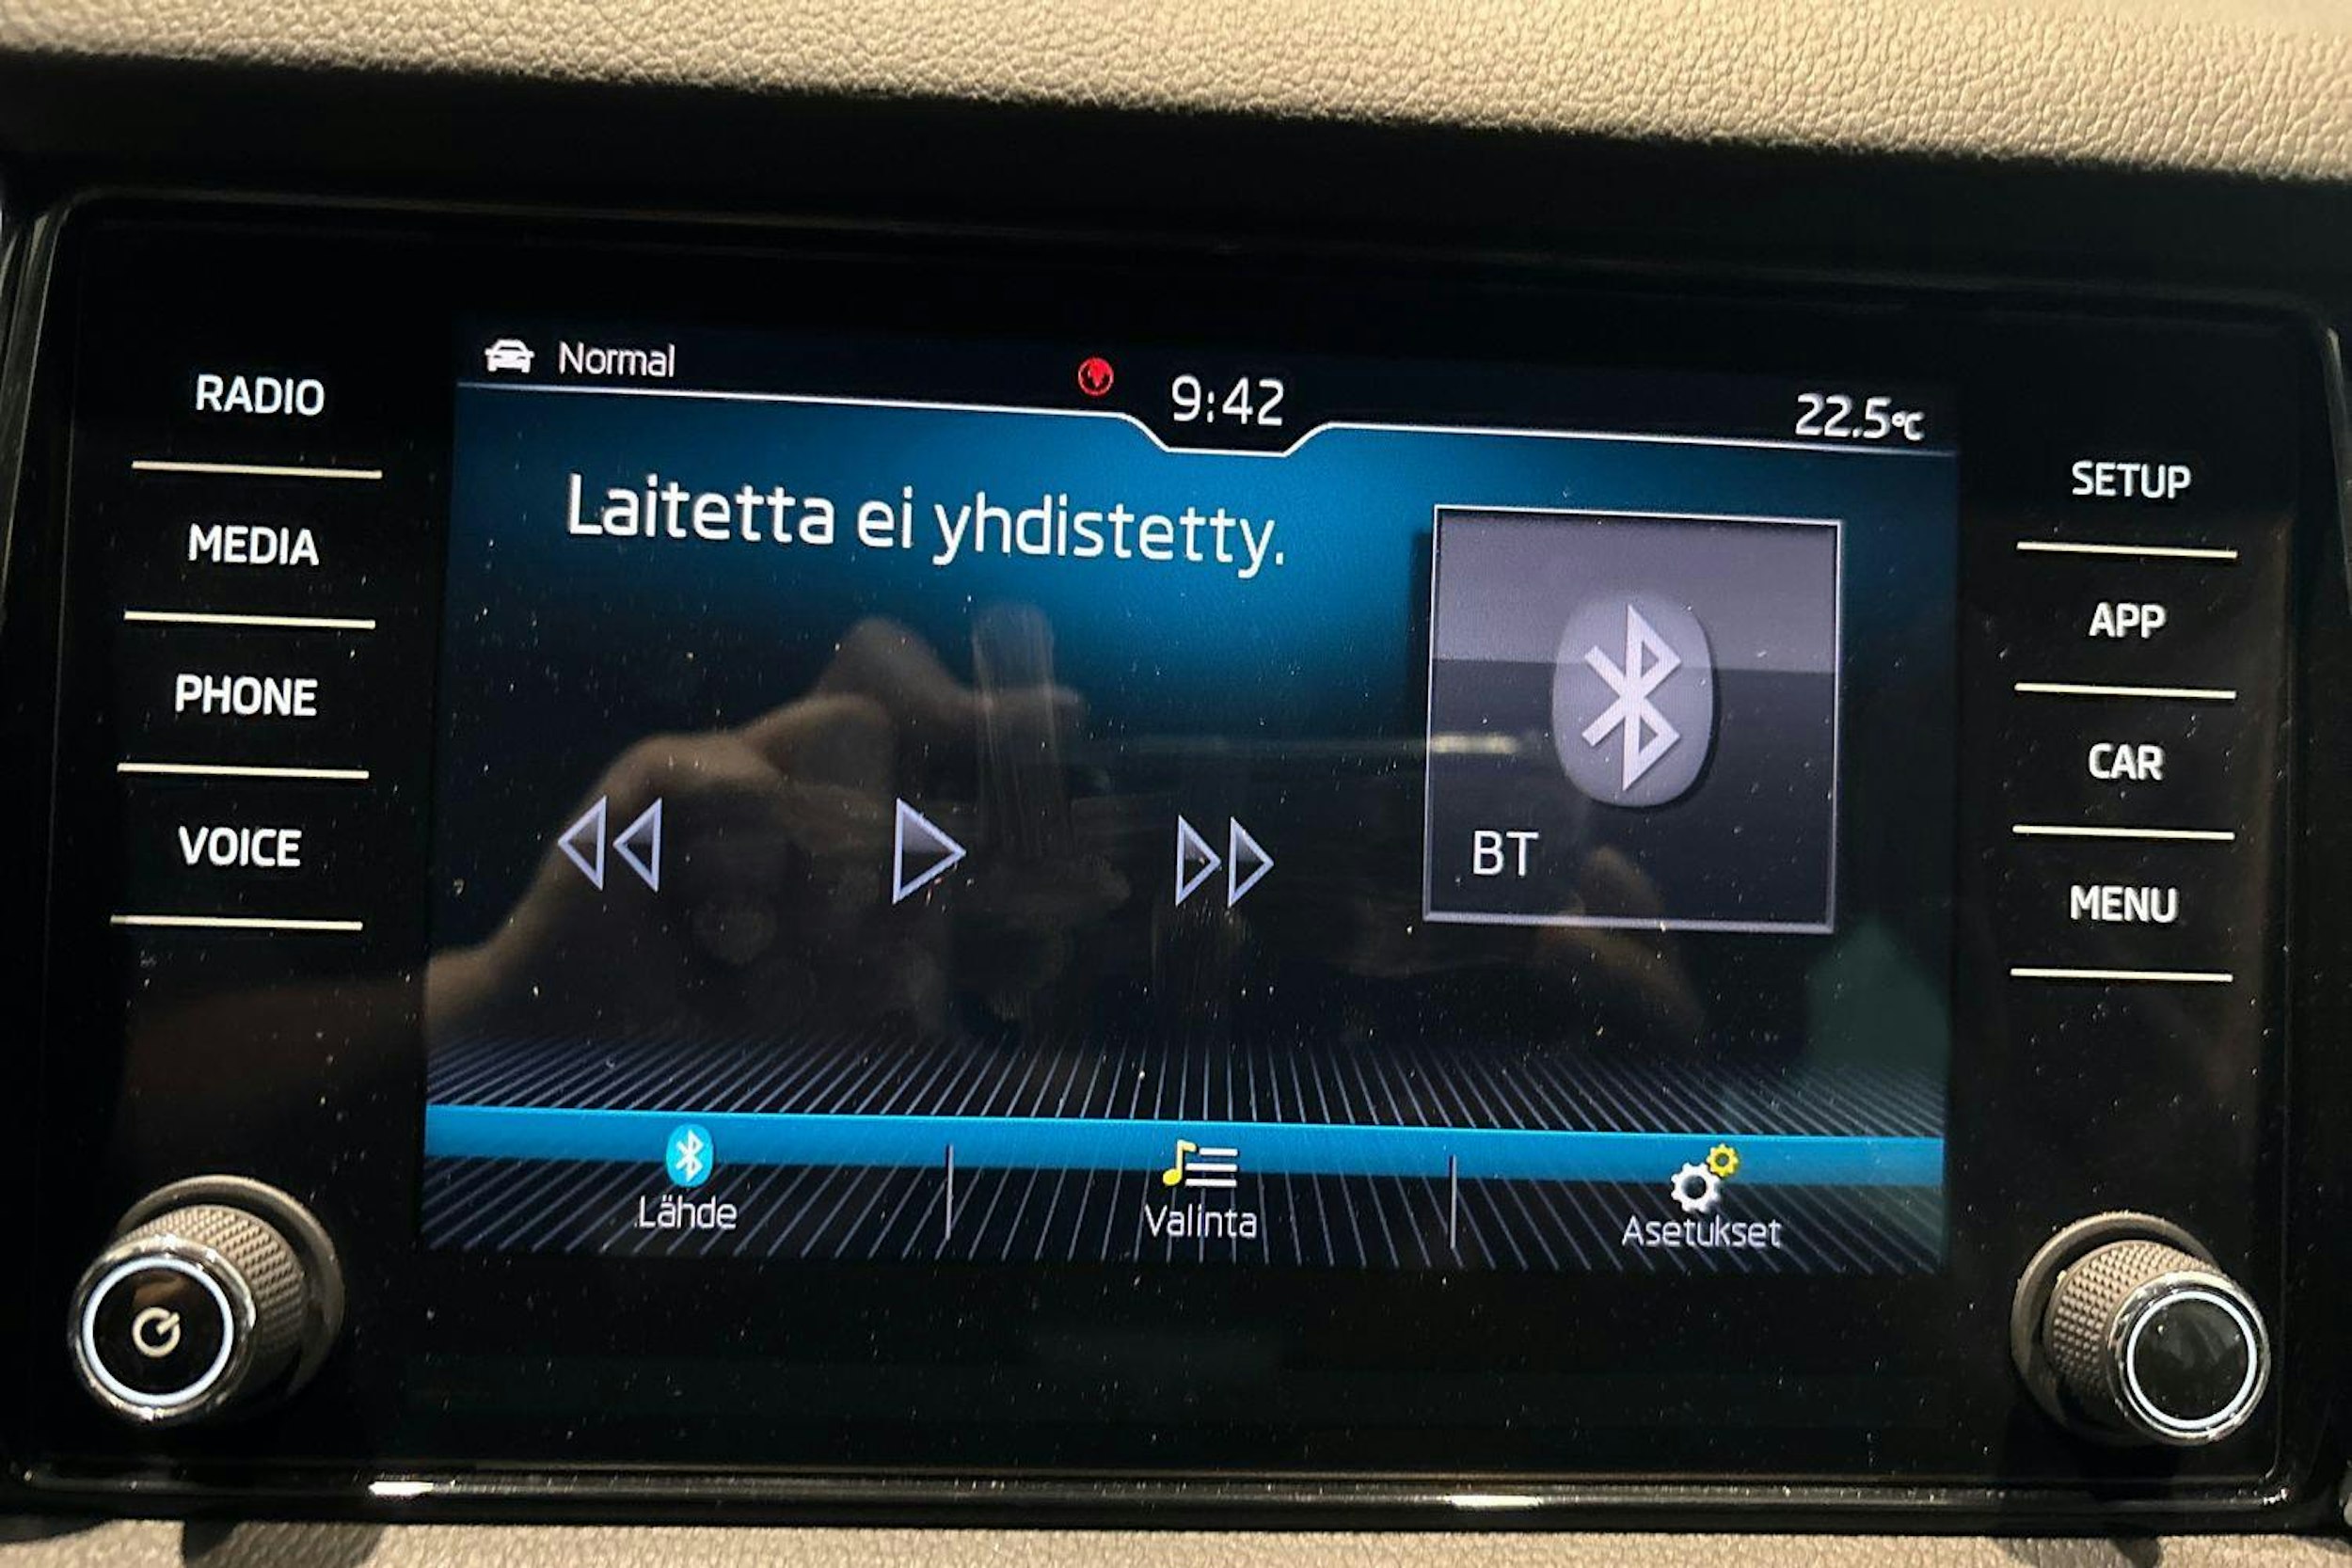 Normal
9:42
22.5°C
RADIO
MEDIA
PHONE
VOICE
Laitetta ei yhdistetty.
BT
Lähde
Valinta
Asetukset
SETUP
APP
CAR
MENU